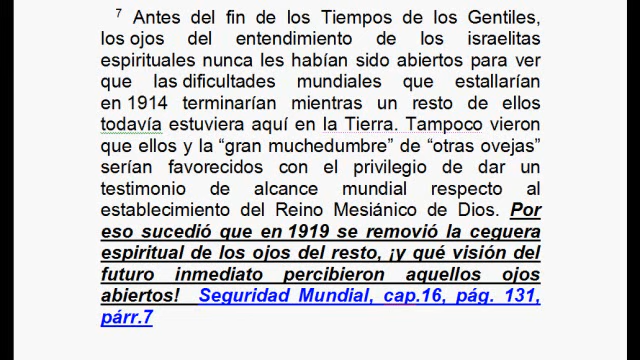 7 Antes del fin de los Tiempos de los Gentiles,
los ojos del entendimiento de los israelitas
espirituales nunca les habían sido abiertos para ver
que las dificultades mundiales que estallarían
en 1914 terminarían mientras un resto de ellos
todavía estuviera aquí en la Tierra. Tampoco vieron
que ellos y la “gran muchedumbre” de “otras ovejas”
serían favorecidos con el privilegio de dar un
testimonio de alcance mundial respecto al
establecimiento del Reino Mesiánico de Dios. Por
eso sucedió que en 1919 se removió la ceguera
espiritual de los ojos del resto, ¡y qué visión del
futuro inmediato percibieron aquellos ojos
abiertos! Seguridad Mundial, cap.16, pág. 131,
párr.7